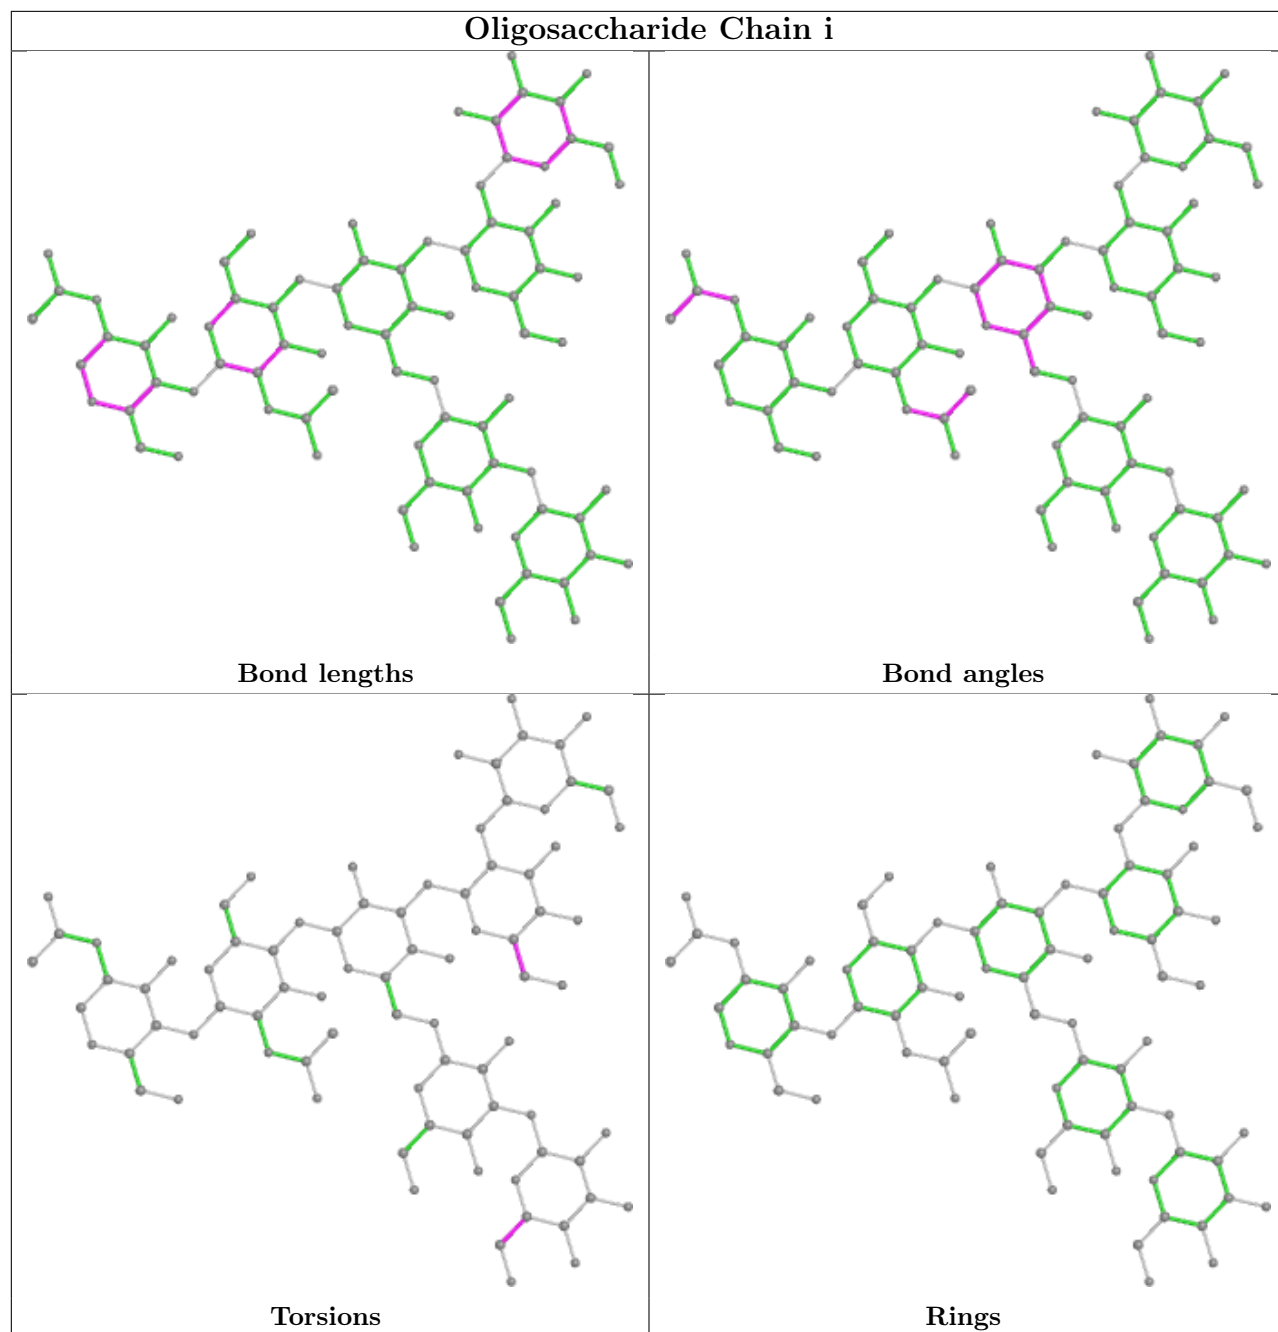 Oligosaccharide Chain i
Bond lengths
Bond angles
Torsions
Rings